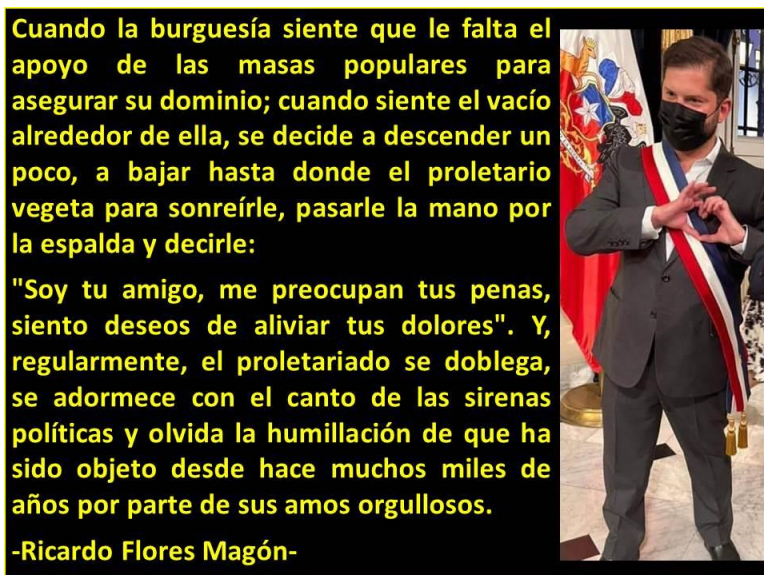 Cuando la burguesía siente que le falta el
apoyo de las masas populares para
asegurar su dominio; cuando siente el vacío
alrededor de ella, se decide a descender un
poco, a bajar hasta donde el proletario
vegeta para sonreírle, pasarle la mano por
la espalda y decirle:
"Soy tu amigo, me preocupan tus penas,
siento deseos de aliviar tus dolores". Y,
regularmente, el proletariado se doblega,
se adormece con el canto de las sirenas
políticas y olvida la humillación de que ha
sido objeto desde hace muchos miles de
años por parte de sus amos orgullosos.
-Ricardo Flores Magón-